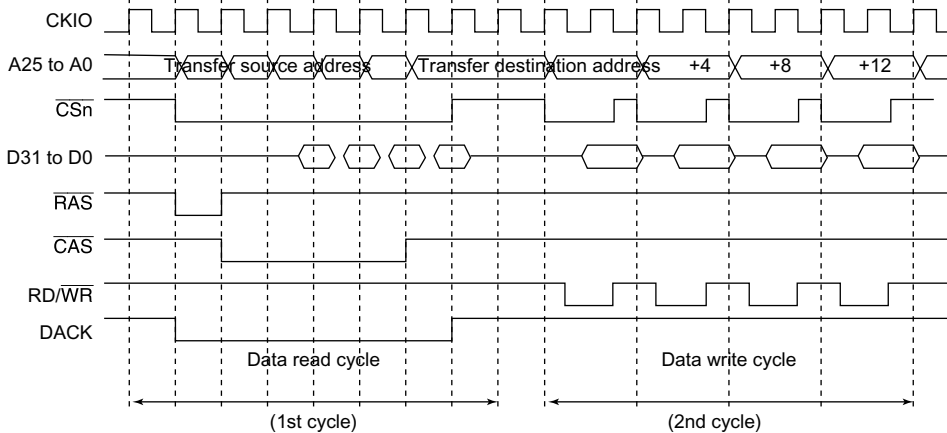 CKIO
A25 to A0
Transfer source address
Transfer destination address
+4
+8
+12
CSn
D31 to D0
RAS
CAS
RD/WR
DACK
Data read cycle
Data write cycle
(1st cycle)
(2nd cycle)